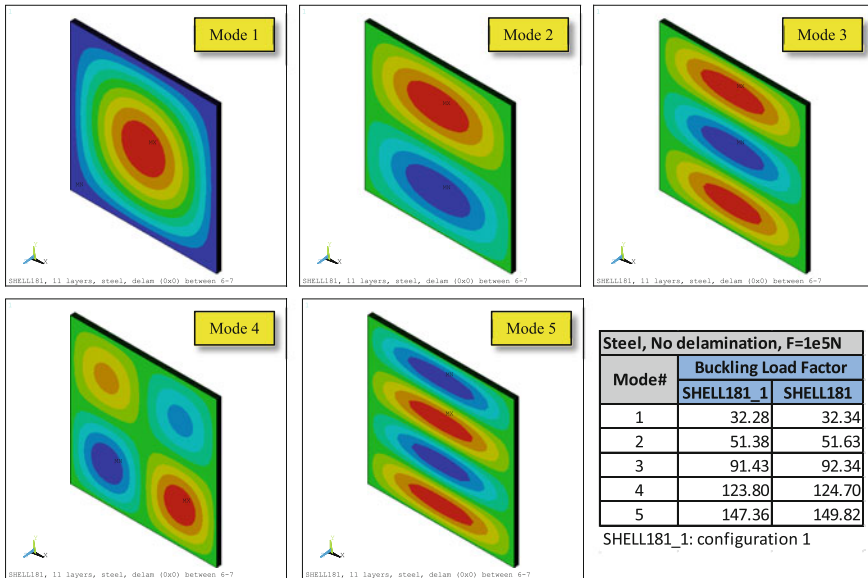 Mode 1
SHELL181, 11 layers, steel, delam (0x0) between 6-7
Mode 2
SHELL181, 11 layers, steel, delam (0x0) between 6-7
Mode 3
SHELL181, 11 layers, steel, delam (0x0) between 6-7
Mode 4
SHELL181, 11 layers, steel, delam (0x0) between 6-7
Mode 5
SHELL181, 11 layers, steel, delam (0x0) between 6-7
Steel, No delamination, F=1e5N
Mode# Buckling Load Factor
SHELL181_1 SHELL181
1 32.28 32.34
2 51.38 51.63
3 91.43 92.34
4 123.80 124.70
5 147.36 149.82
SHELL181_1: configuration 1